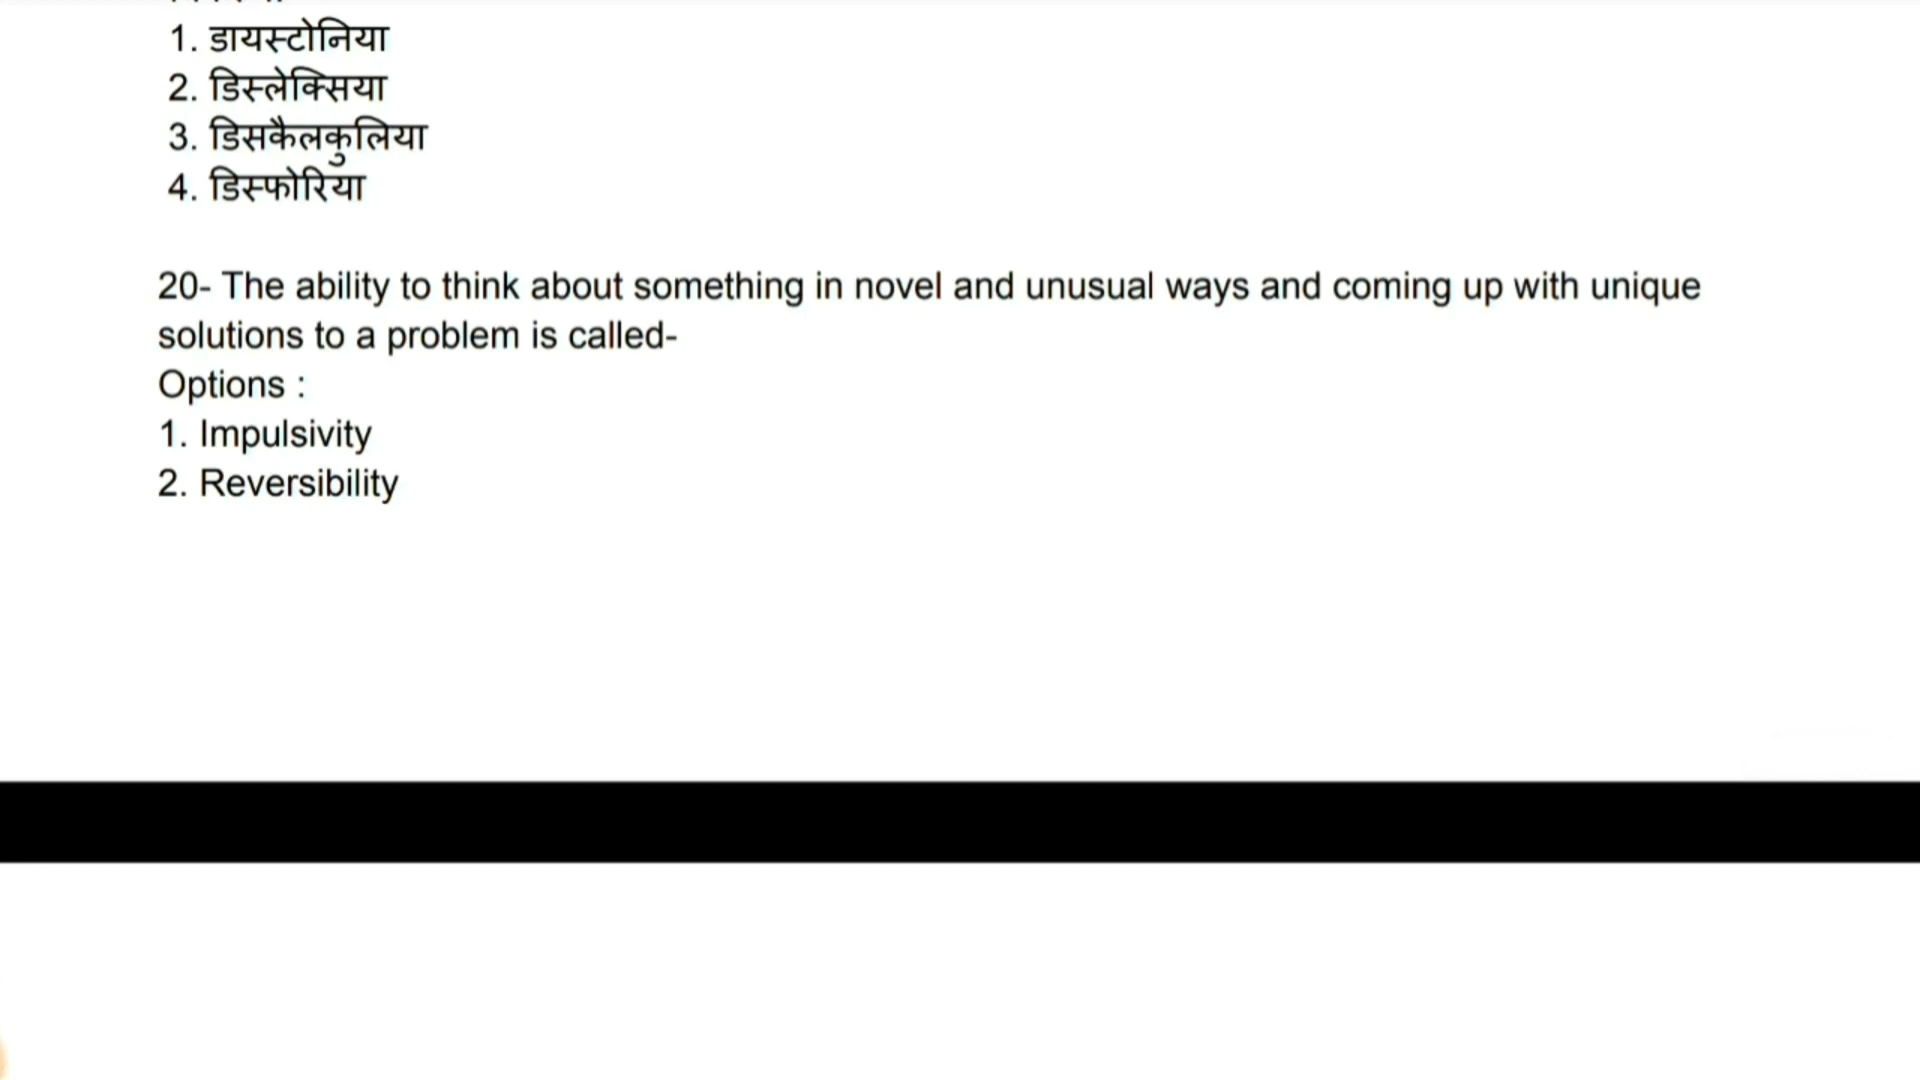 1. डायस्टोनिया
2. डिस्लेक्सिया
3. डिसकैलकुलिया
4. डिस्फोरिया
20- The ability to think about something in novel and unusual ways and coming up with unique
solutions to a problem is called-
Options :
1. Impulsivity
2. Reversibility